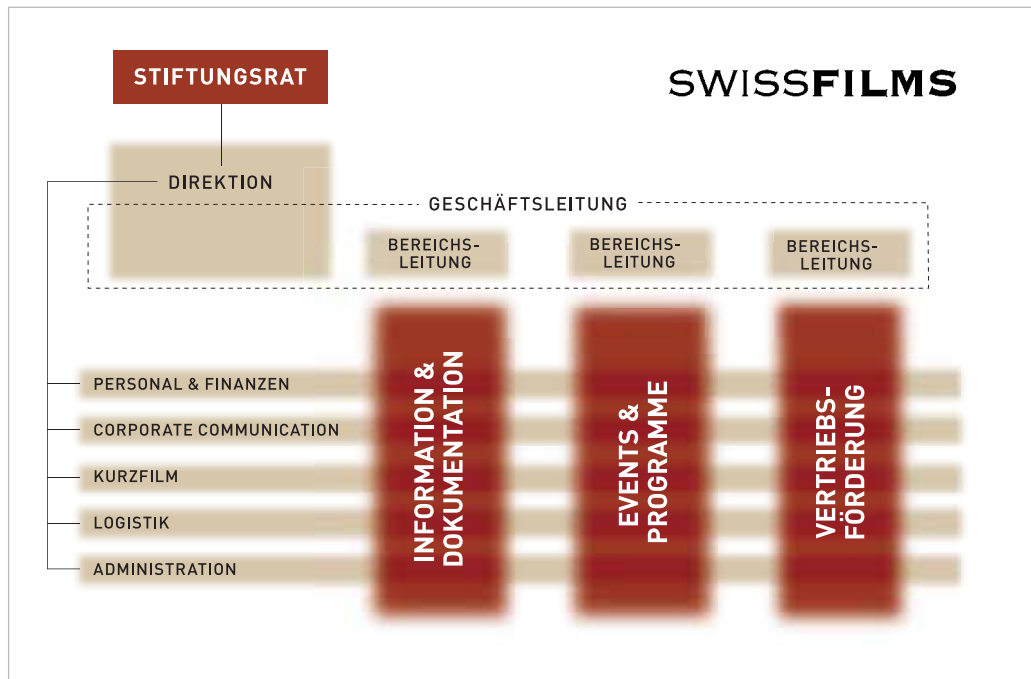 STIFTUNGSRAT
SWISSFILMS
DIREKTION
GESCHÄFTSLEITUNG
BEREICHS-
LEITUNG
BEREICHS-
LEITUNG
BEREICHS-
LEITUNG
PERSONAL & FINANZEN
CORPORATE COMMUNICATION
KURZFILM
LOGISTIK
ADMINISTRATION
INFORMATION &
DOKUMENTATION
EVENTS &
PROGRAMME
VERTRIEBS-
FÖRDERUNG